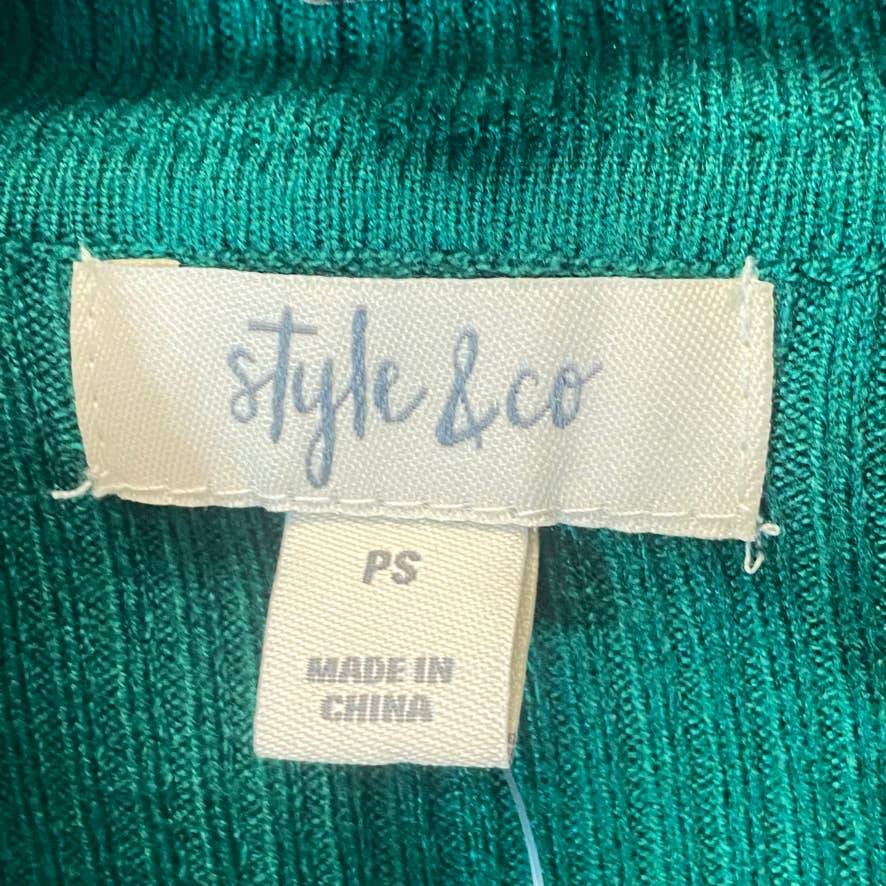 style & co
PS
MADE IN
CHINA